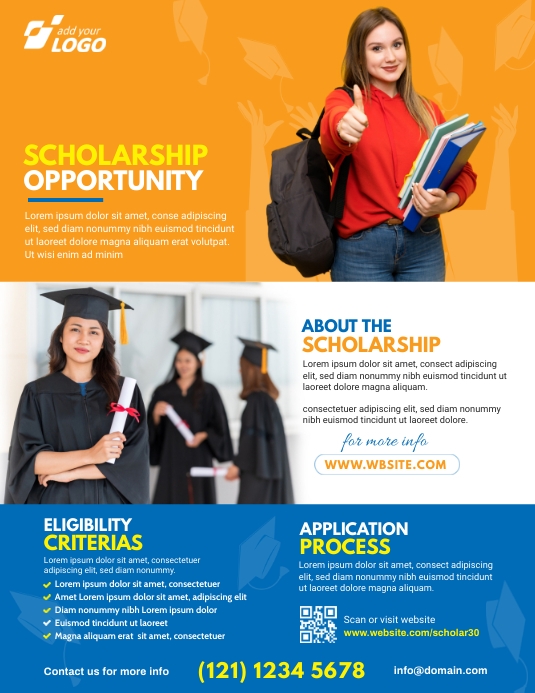 add your
LOGO
SCHOLARSHIP
OPPORTUNITY
Lorem ipsum dolor sit amet, conse adipiscing
elit, sed diam nonummy nibh euismod tincidunt
ut laoreet dolore magna aliquam erat volutpat.
Ut wisi enim ad minim
ABOUT THE
SCHOLARSHIP
Lorem ipsum dolor sit amet, consect adipiscing
elit, sed diam nonummy nibh euismod tincidunt ut
laoreet dolore magna aliquam.
consectetuer adipiscing elit, sed diam nonummy
nibh euismod tincidunt ut laoreet dolore.
for more info
WWW.WBSITE.COM
ELIGIBILITY
CRITERIAS
Lorem ipsum dolor sit amet, consectetuer
adipiscing elit, sed diam nonummy.
Lorem ipsum dolor sit amet, consectetuer
Amet Lorem ipsum dolor sit amet, adipiscing elit
Diam nonummy nibh Lorem ipsum dolor
Euismod tincidunt ut laoreet
Magna aliquam erat sit amet, consectetuer
APPLICATION
PROCESS
Lorem ipsum dolor sit amet, consect adipiscing
elit, sed diam nonummy nibh euismod tincidunt ut
laoreet dolore magna aliquam.
Scan or visit website
www.website.com/scholar30
Contact us for more info
(121) 1234 5678
info@domain.com